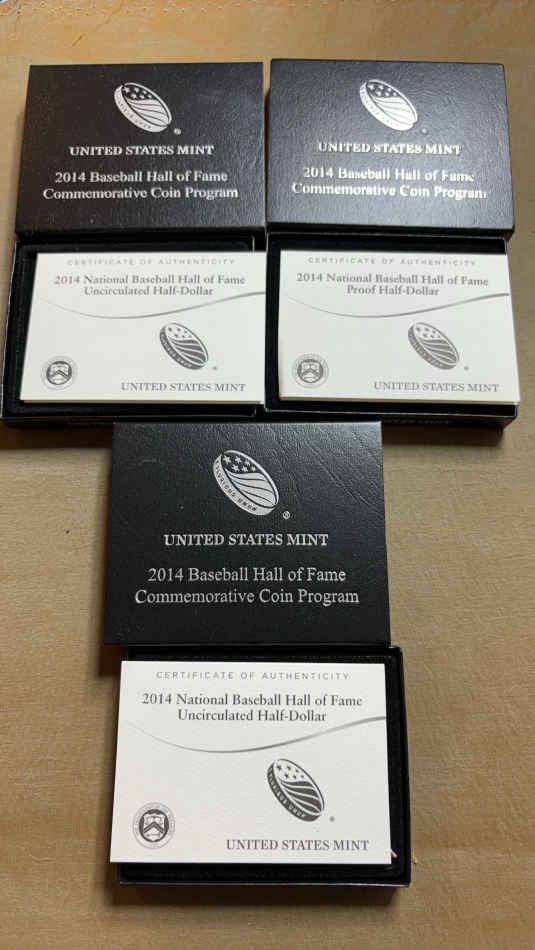 UNITED STATES MINT
2014 Baseball Hall of Fame
Commemorative Coin Program
UNITED STATES MINT
2014 Baseball Hall of Fame
Commemorative Coin Program
CERTIFICATE OF AUTHENTICITY
2014 National Baseball Hall of Fame
Uncirculated Half-Dollar
UNITED STATES MINT
CERTIFICATE OF AUTHENTICITY
2014 National Baseball Hall of Fame
Proof Half-Dollar
UNITED STATES MINT
PLURIBUS UNUM
®
UNITED STATES MINT
2014 Baseball Hall of Fame
Commemorative Coin Program
CERTIFICATE OF AUTHENTICITY
2014 National Baseball Hall of Fame
Uncirculated Half-Dollar
PLURIBUS UNUM
®
UNITED STATES MINT